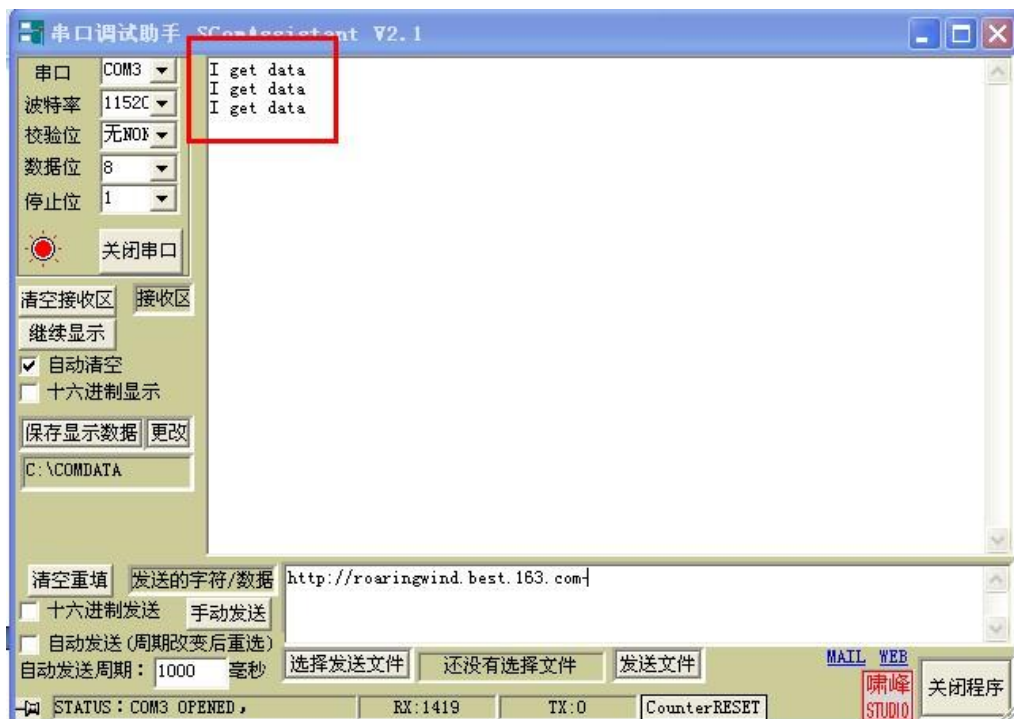 串口调试助手 SComAssistant V2.1
串口 COM3
波特率 11520
校验位 无NON
数据位 8
停止位 1
关闭串口
清空接收区 接收区
继续显示
自动清空
十六进制显示
保存显示数据 更改
C:\COMDATA
I get data
I get data
I get data
清空重填 发送的字符/数据
http://roaringwind.best.163.com-
十六进制发送 手动发送
自动发送(周期改变后重选)
自动发送周期: 1000 毫秒 选择发送文件 还没有选择文件 发送文件
MAIL WEB
啸峰
STUDIO
关闭程序
STATUS:COM3 OPENED, RX:1419 TX:0 CounterRESET